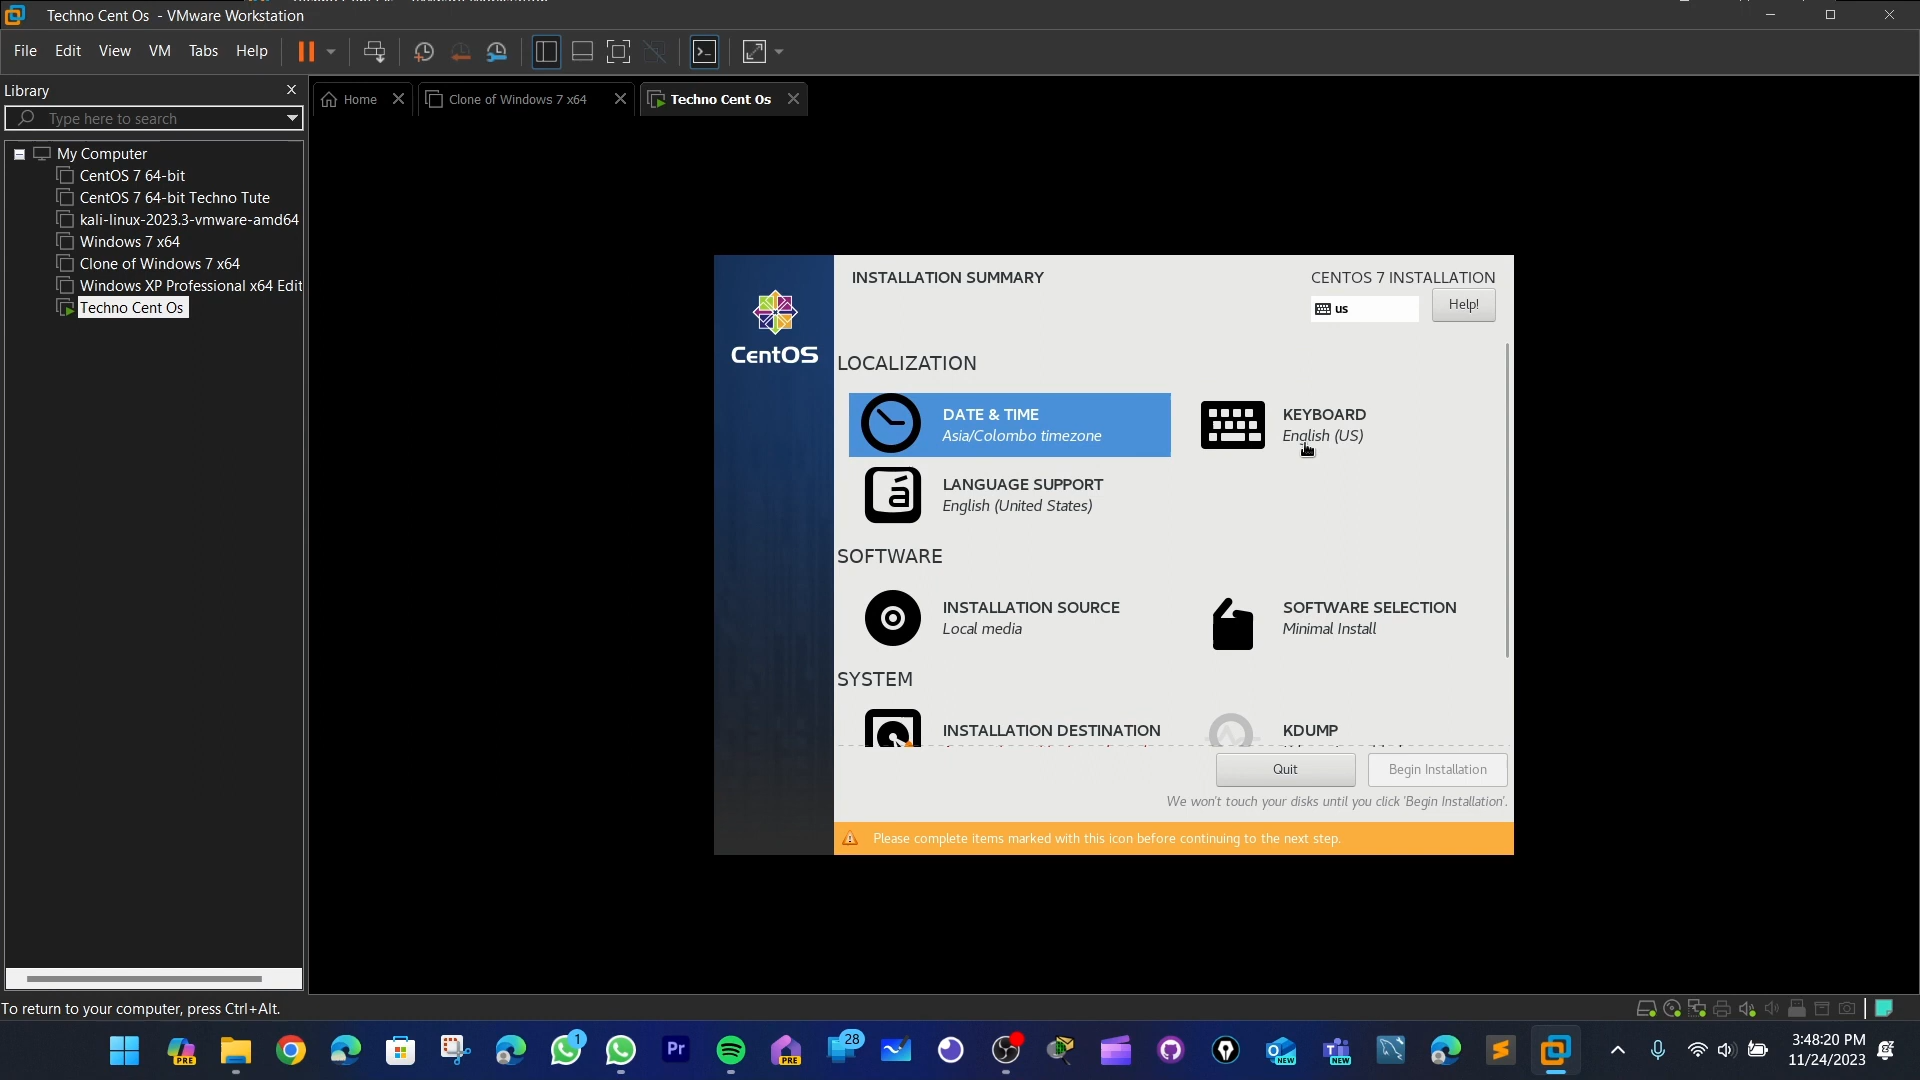 Techno Cent Os - VMware Workstation
File Edit View VM Tabs Help
Library
Type here to search
My Computer
CentOS 7 64-bit
CentOS 7 64-bit Techno Tute
kali-linux-2023.3-vmware-amd64
Windows 7 x64
Clone of Windows 7 x64
Windows XP Professional x64 Edit
Techno Cent Os
Home
Clone of Windows 7 x64
Techno Cent Os
INSTALLATION SUMMARY
CENTOS 7 INSTALLATION
us
Help!
CentOS
LOCALIZATION
DATE & TIME
Asia/Colombo timezone
KEYBOARD
English (US)
LANGUAGE SUPPORT
English (United States)
SOFTWARE
INSTALLATION SOURCE
Local media
SOFTWARE SELECTION
Minimal Install
SYSTEM
INSTALLATION DESTINATION
KDUMP
Quit
Begin Installation
We won't touch your disks until you click 'Begin Installation'.
Please complete items marked with this icon before continuing to the next step.
To return to your computer, press Ctrl+Alt.
PRE
1
Pr
PRE
28
NEW
NEW
3:48:20 PM
11/24/2023